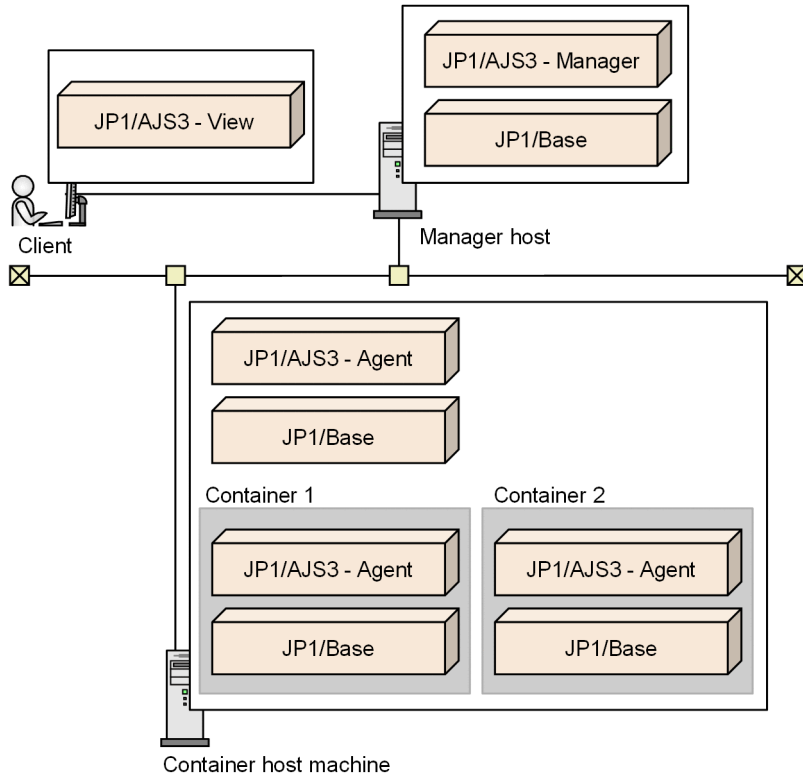 JP1/AJS3 - View
JP1/AJS3 - Manager
JP1/Base
Client
Manager host
JP1/AJS3 - Agent
JP1/Base
Container 1
Container 2
JP1/AJS3 - Agent
JP1/AJS3 - Agent
JP1/Base
JP1/Base
Container host machine